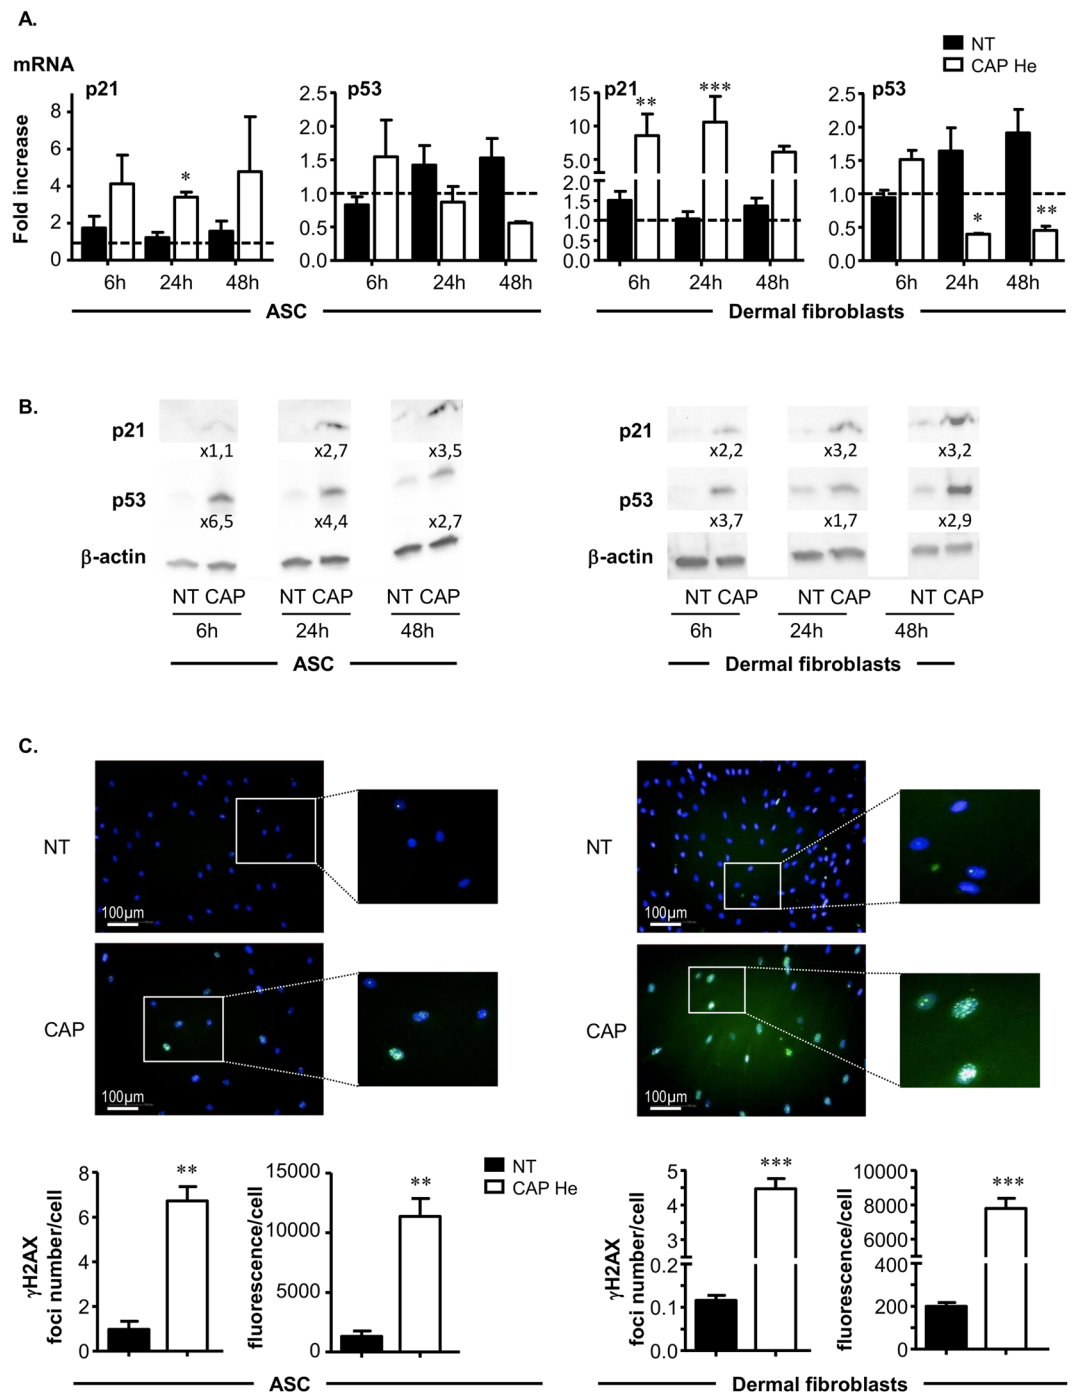 A.
NT
CAP He
mRNA
p21
p53
p21
p53
** ***
*
* **
Fold increase
8
6
4
2
0
2.5
2.0
1.5
1.0
0.5
0.0
15
10
5.0
2.0
1.5
1.0
0.5
0.0
2.5
2.0
1.5
1.0
0.5
0.0
6h 24h 48h
6h 24h 48h
6h 24h 48h
6h 24h 48h
ASC
Dermal fibroblasts
B.
p21
x1,1 x2,7 x3,5
p53
x6,5 x4,4 x2,7
β-actin
NT CAP NT CAP NT CAP
6h 24h 48h
ASC
p21
x2,2 x3,2 x3,2
p53
x3,7 x1,7 x2,9
β-actin
NT CAP NT CAP NT CAP
6h 24h 48h
Dermal fibroblasts
C.
NT
100μm
CAP
100μm
NT
100μm
CAP
100μm
NT
CAP He
γH2AX
foci number/cell
8
6
4
2
0
**
fluorescence/cell
15000
10000
5000
0
**
ASC
γH2AX
foci number/cell
5
4
3
0.2
0.1
0.0
***
fluorescence/cell
10000
8000
6000
400
200
0
***
Dermal fibroblasts